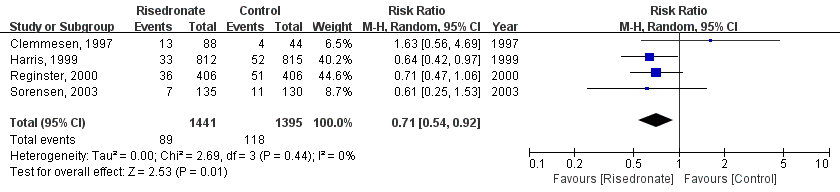 Risedronate Control Risk Ratio Risk Ratio
Study or Subgroup Events Total Events Total Weight M-H, Random, 95% CI Year M-H, Random, 95% CI
Clemmesen, 1997 13 88 4 44 6.5% 1.63 [0.56, 4.69] 1997
Harris, 1999 33 812 52 815 40.2% 0.64 [0.42, 0.97] 1999
Reginster, 2000 36 406 51 406 44.6% 0.71 [0.47, 1.06] 2000
Sorensen, 2003 7 135 11 130 8.7% 0.61 [0.25, 1.53] 2003
Total (95% CI) 1441 1395 100.0% 0.71 [0.54, 0.92]
Total events 89 118
Heterogeneity: Tau² = 0.00; Chi² = 2.69, df = 3 (P = 0.44); I² = 0%
Test for overall effect: Z = 2.53 (P = 0.01)
0.1 0.2 0.5 1 2 5 10
Favours [Risedronate] Favours [Control]